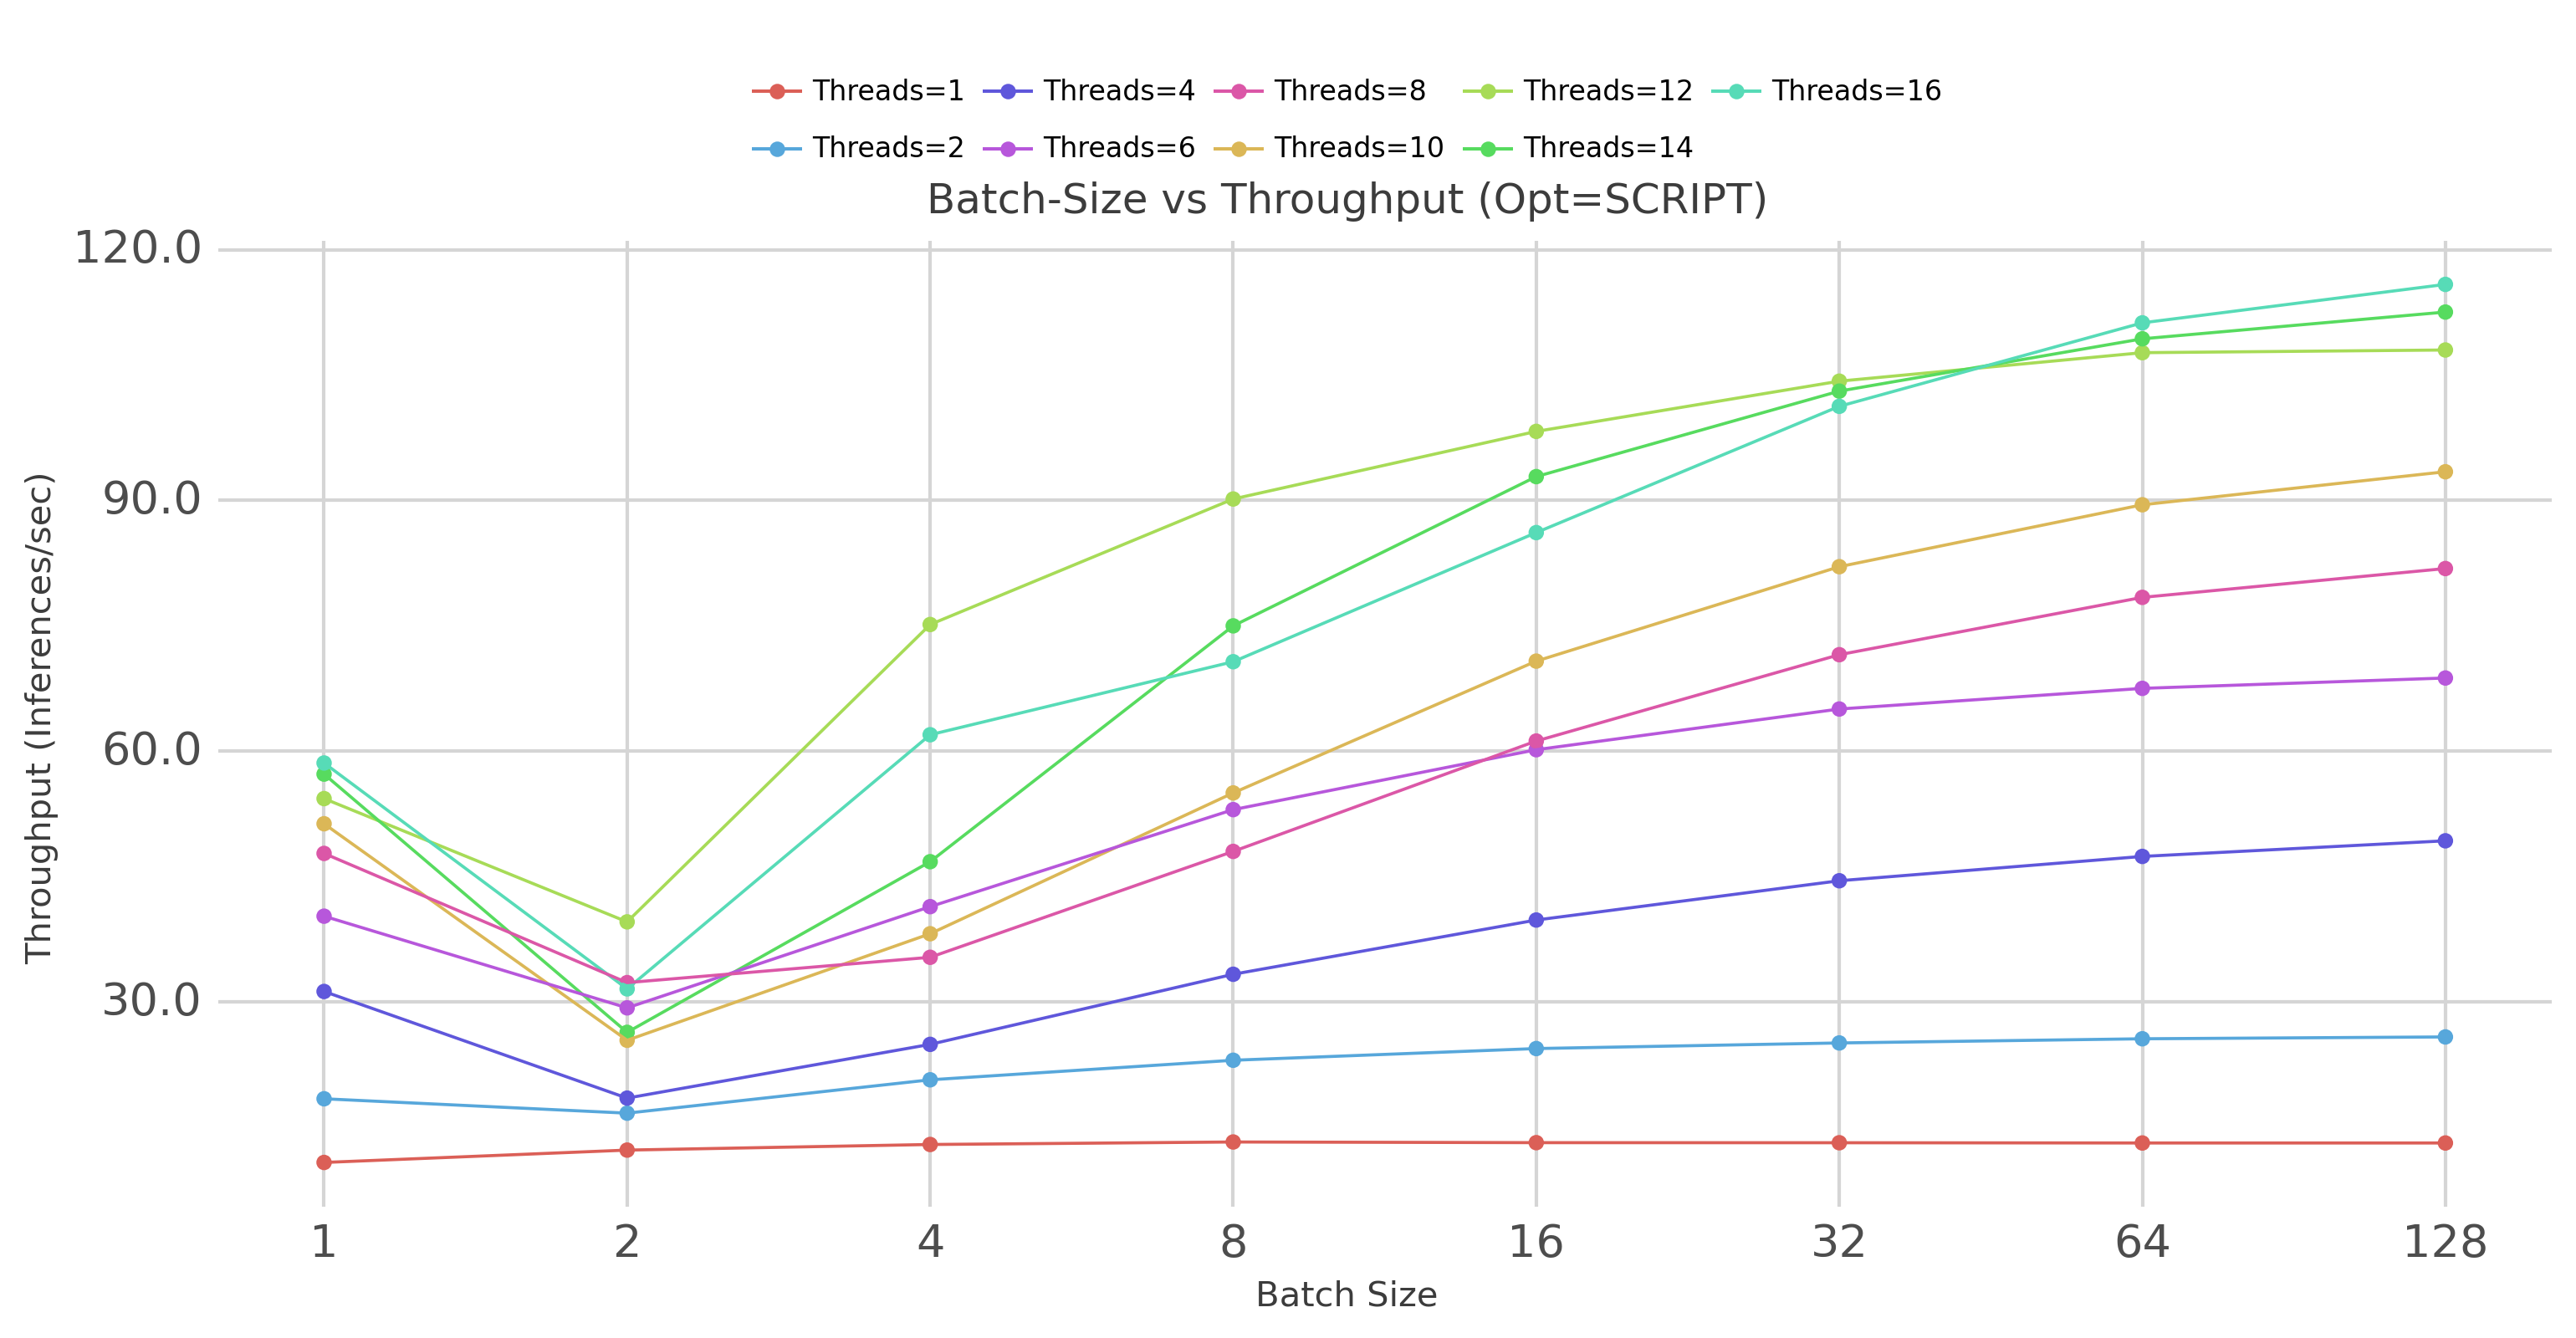 Threads=1 Threads=4 Threads=8 Threads=12 Threads=16
Threads=2 Threads=6 Threads=10 Threads=14
Batch-Size vs Throughput (Opt=SCRIPT)
120.0
90.0
60.0
30.0
Throughput (Inferences/sec)
1 2 4 8 16 32 64 128
Batch Size